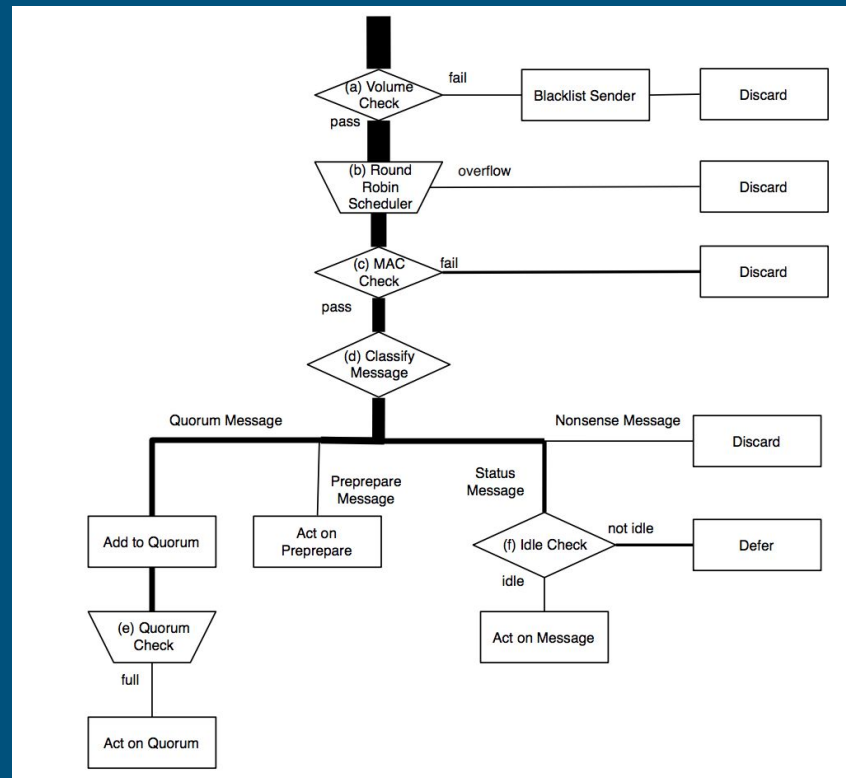 (a) Volume
Check
fail
Blacklist Sender
Discard
pass
(b) Round
Robin
Scheduler
overflow
Discard
(c) MAC
Check
fail
Discard
pass
(d) Classify
Message
Quorum Message
Nonsense Message
Discard
Preprepare
Message
Status
Message
Add to Quorum
Act on
Preprepare
(f) Idle Check
not idle
Defer
idle
(e) Quorum
Check
Act on Message
full
Act on Quorum